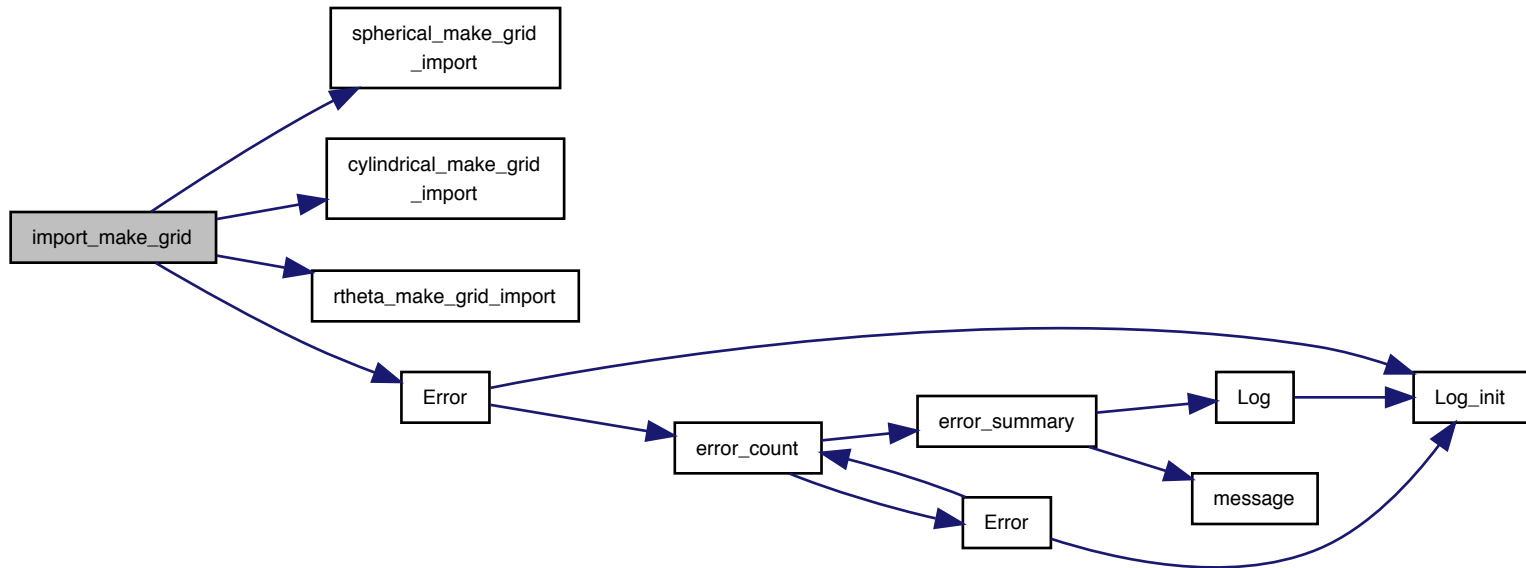 spherical_make_grid
_import
cylindrical_make_grid
_import
import_make_grid
rtheta_make_grid_import
Error
error_count
error_summary
Log
Log_init
message
Error